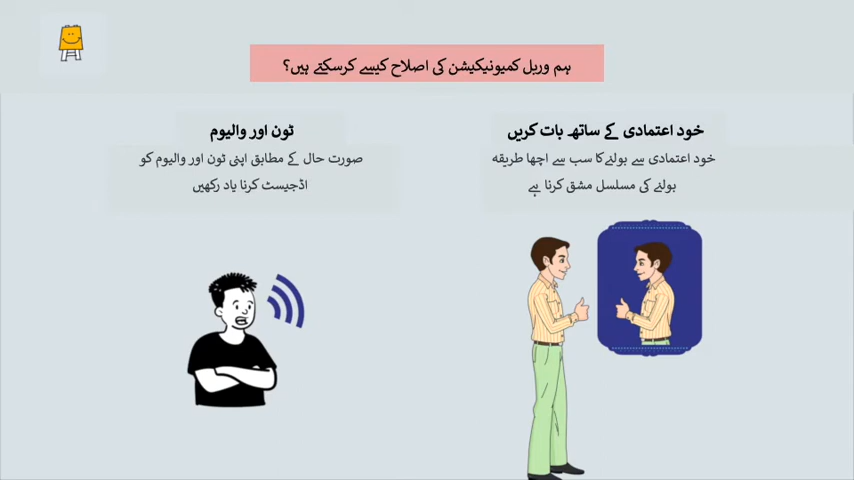 ہم وربل کمیونیکیشن کی اصلاح کیسے کرسکتے ہیں؟
خود اعتمادی کے ساتھ بات کریں
خود اعتمادی سے بولنےکا سب سے اچھا طریقہ
بولنے کی مسلسل مشق کرنا ہے
ٹون اور والیوم
صورت حال کے مطابق اپنی ٹون اور والیوم کو
اڈجیسٹ کرنا یاد رکھیں